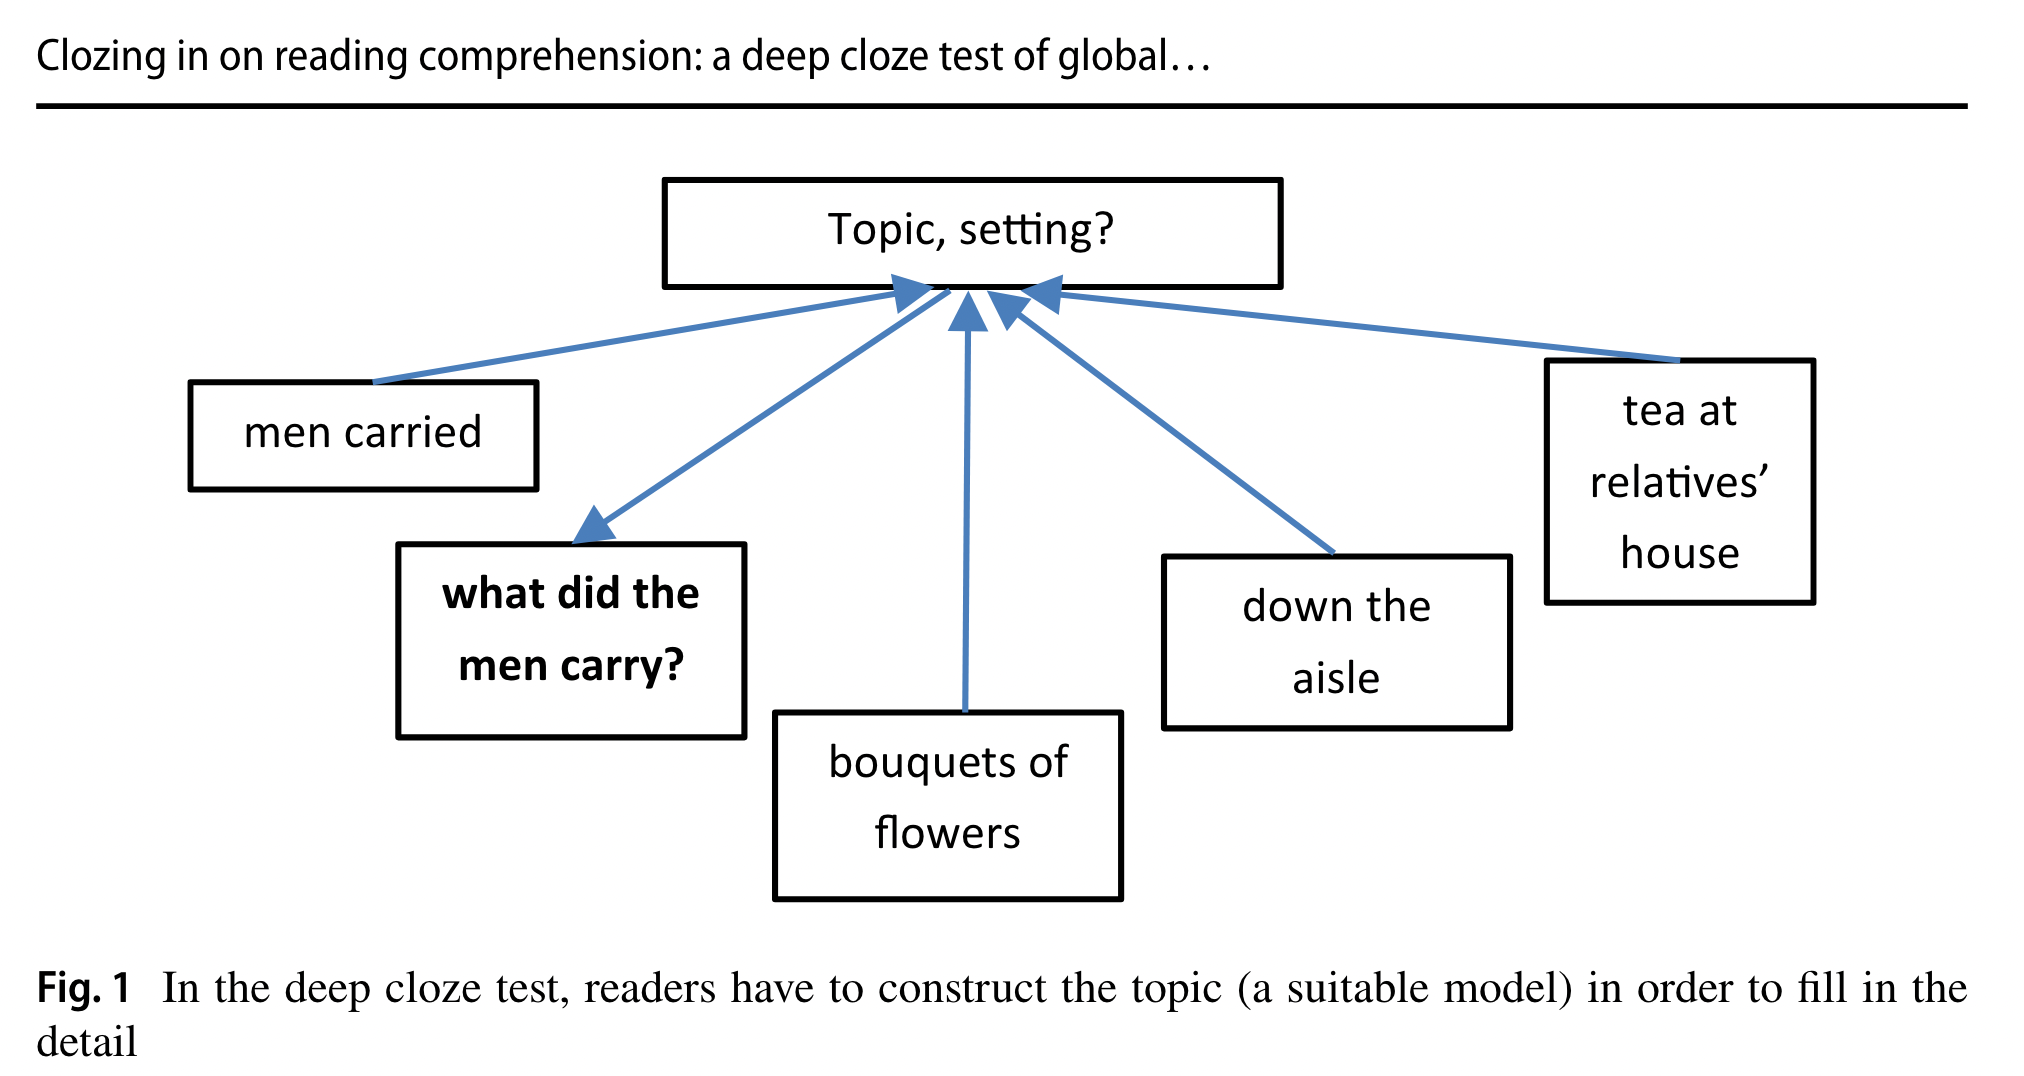 Clozing in on reading comprehension: a deep cloze test of global…
Topic, setting?
men carried
what did the
men carry?
bouquets of
flowers
down the
aisle
tea at
relatives’
house
Fig. 1 In the deep cloze test, readers have to construct the topic (a suitable model) in order to fill in the
detail